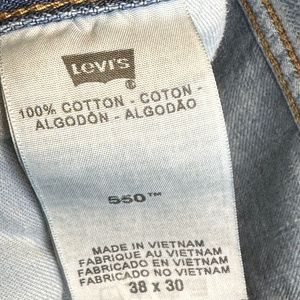 Levi's
®
100% COTTON - COTON -
ALGODÓN - ALGODÃO
550™
MADE IN VIETNAM
FABRIQUE AU VIETNAM
FABRICADO EN VIETNAM
FABRICADO NO VIETNAM
38 x 30